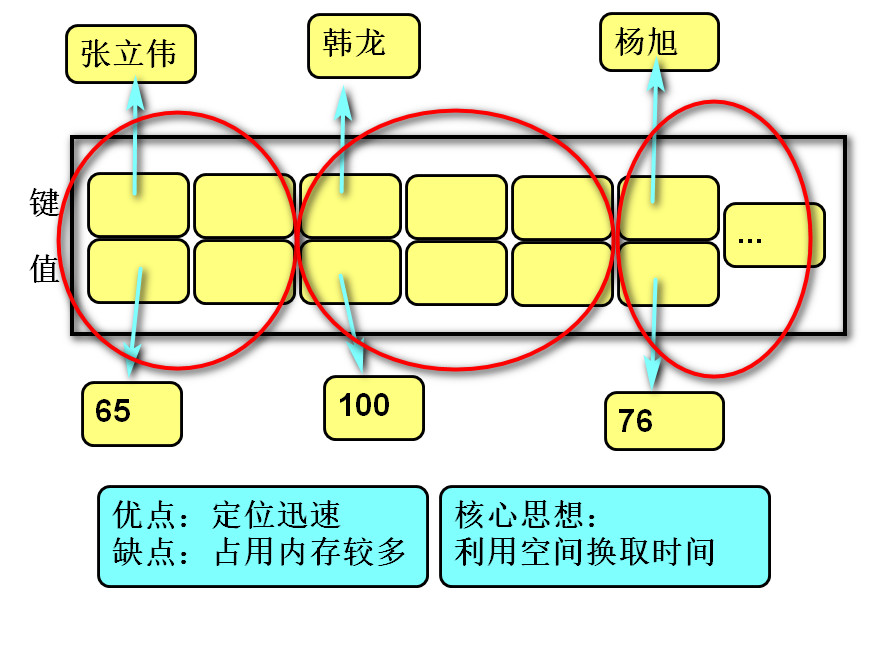 张立伟
韩龙
杨旭
键
值
...
65
100
76
优点：定位迅速
缺点：占用内存较多
核心思想：
利用空间换取时间